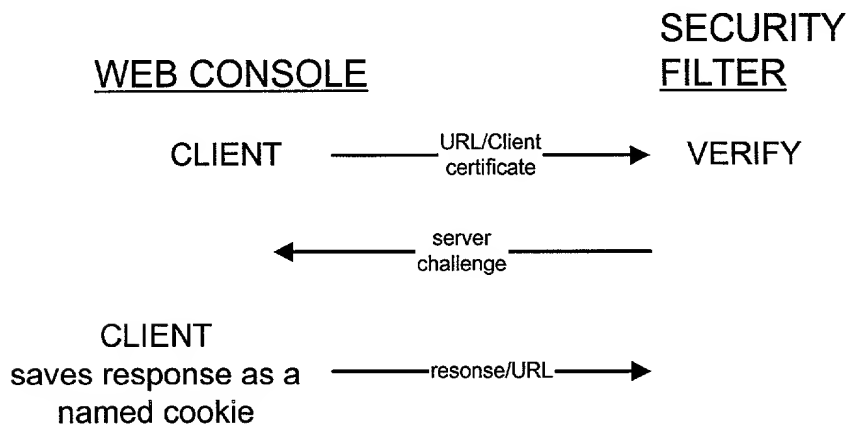 SECURITY
WEB CONSOLE FILTER
CLIENT URL/Client VERIFY
certificate
server
challenge
CLIENT
saves response as a resonse/URL
named cookie